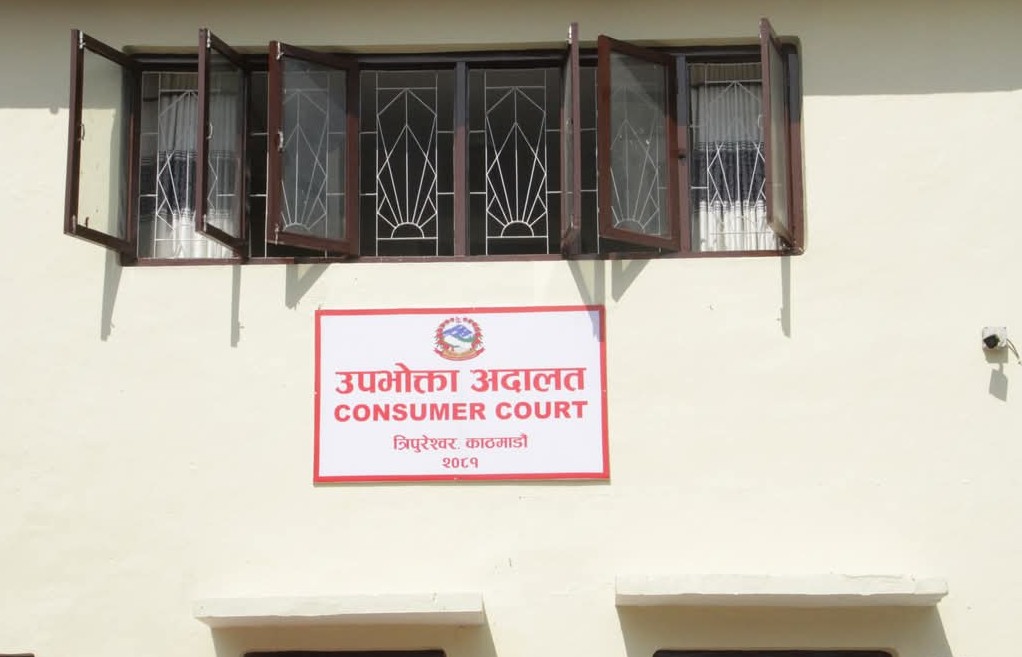 उपभोक्ता अदालत
CONSUMER COURT
त्रिपुरेश्वर, काठमाडौं
२०८१